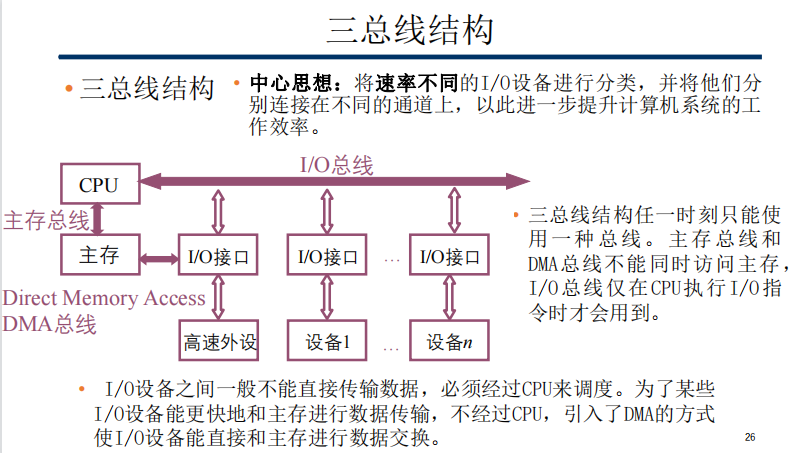 三总线结构
• 三总线结构
• 中心思想：将速率不同的I/O设备进行分类，并将他们分
别连接在不同的通道上，以此进一步提升计算机系统的工
作效率。
I/O总线
CPU
主存总线
主存
I/O接口
I/O接口
...
I/O接口
Direct Memory Access
DMA总线
高速外设
设备1
...
设备n
• 三总线结构任一时刻只能使
用一种总线。主存总线和
DMA总线不能同时访问主存，
I/O总线仅在CPU执行I/O指
令时才会用到。
• I/O设备之间一般不能直接传输数据，必须经过CPU来调度。为了某些
I/O设备能更快地和主存进行数据传输，不经过CPU，引入了DMA的方式
使I/O设备能直接和主存进行数据交换。
26